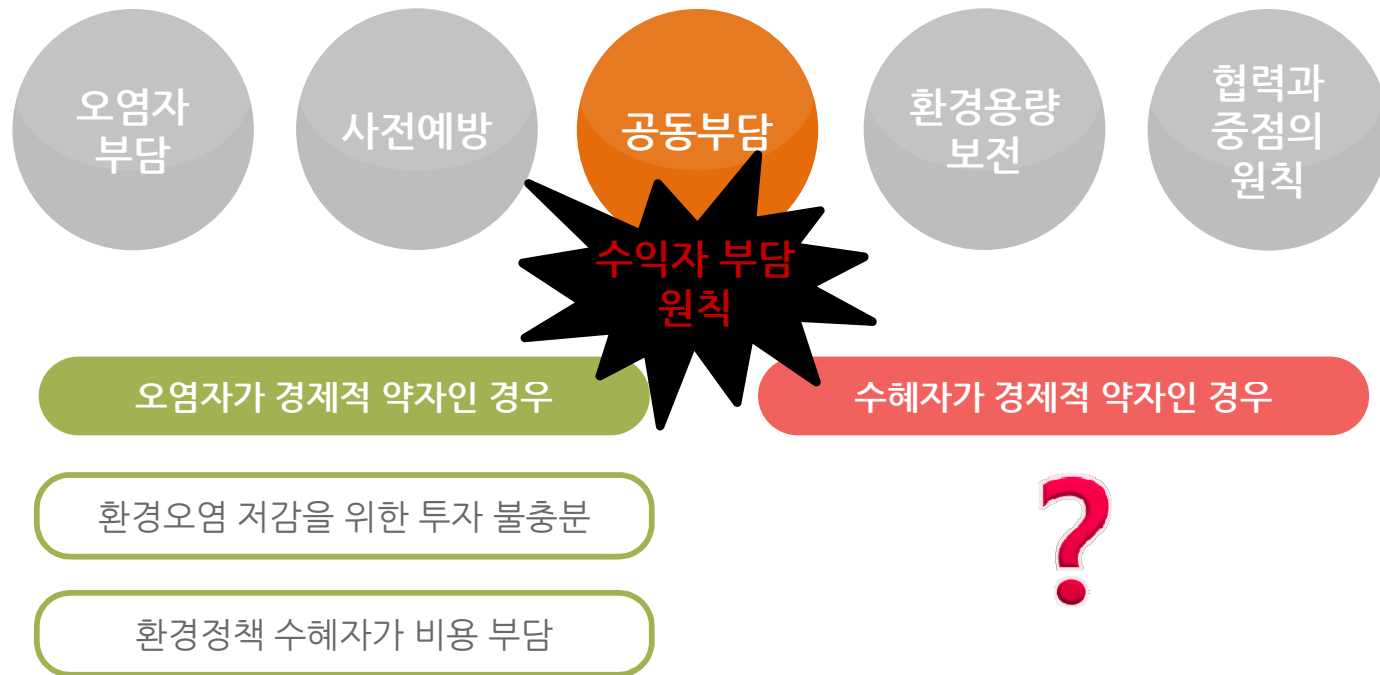 오염자
부담
사전예방
공동부담
환경용량
보전
협력과
중점의
원칙
수익자 부담
원칙
오염자가 경제적 약자인 경우
수혜자가 경제적 약자인 경우
환경오염 저감을 위한 투자 불충분
?
환경정책 수혜자가 비용 부담